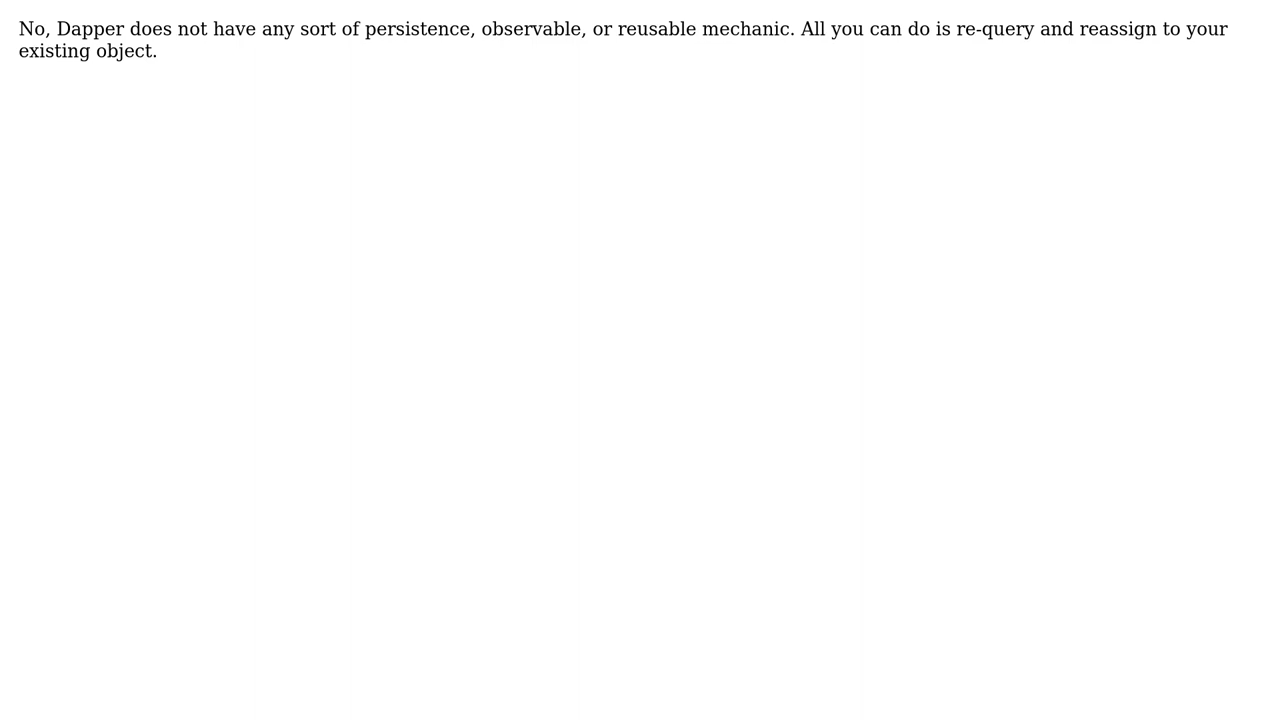 No, Dapper does not have any sort of persistence, observable, or reusable mechanic. All you can do is re-query and reassign to your
existing object.